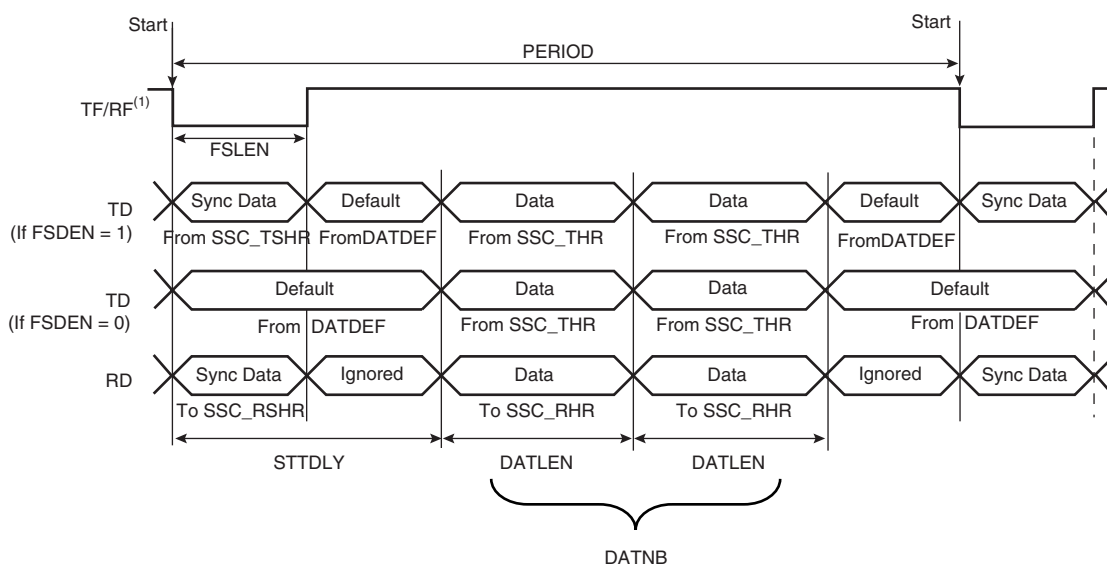 Start
Start
PERIOD
TF/RF(1)
FSLEN
TD
(If FSDEN = 1)
Sync Data
Default
Data
Data
Default
Sync Data
From SSC_TSHR
FromDATDEF
From SSC_THR
From SSC_THR
FromDATDEF
TD
(If FSDEN = 0)
Default
Data
Data
Default
From DATDEF
From SSC_THR
From SSC_THR
From DATDEF
RD
Sync Data
Ignored
Data
Data
Ignored
Sync Data
To SSC_RSHR
To SSC_RHR
To SSC_RHR
STTDLY
DATLEN
DATLEN
DATNB